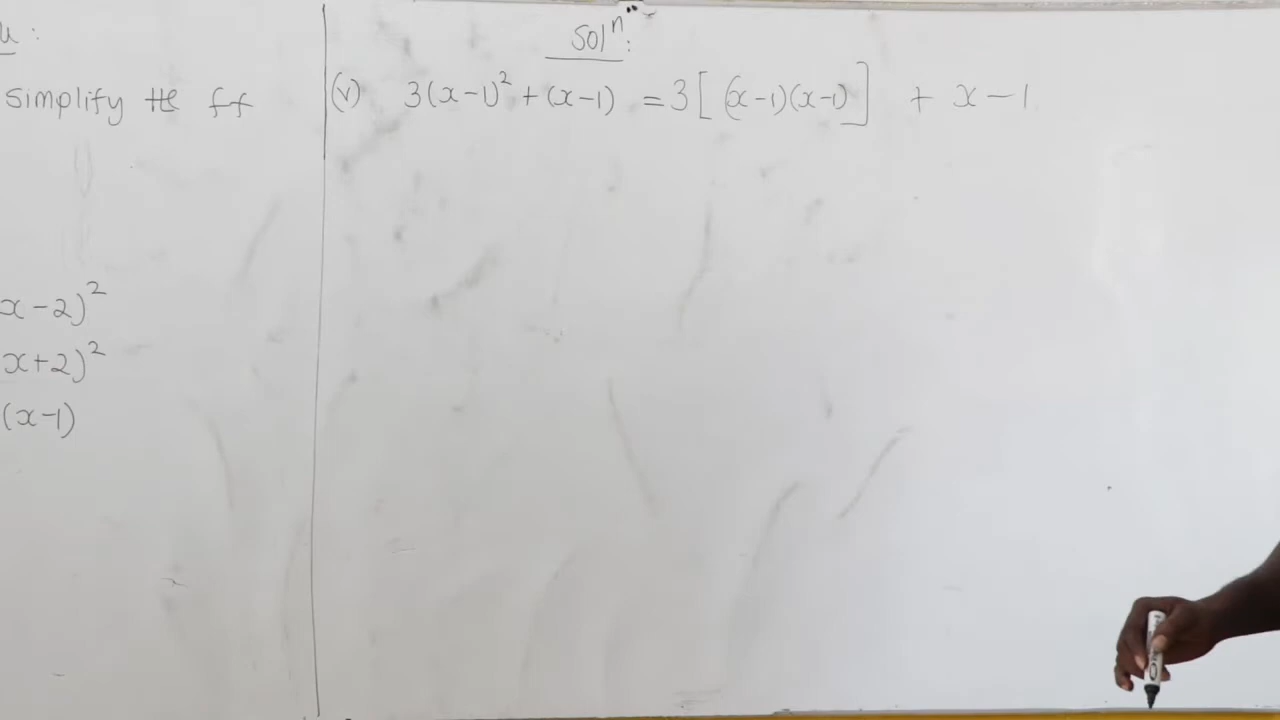 Simplify the ff
x-2)²
x+2)²
(x-1)
Solⁿ:
(v) 3(x-1)² + (x-1) = 3[(x-1)(x-1)] + x-1